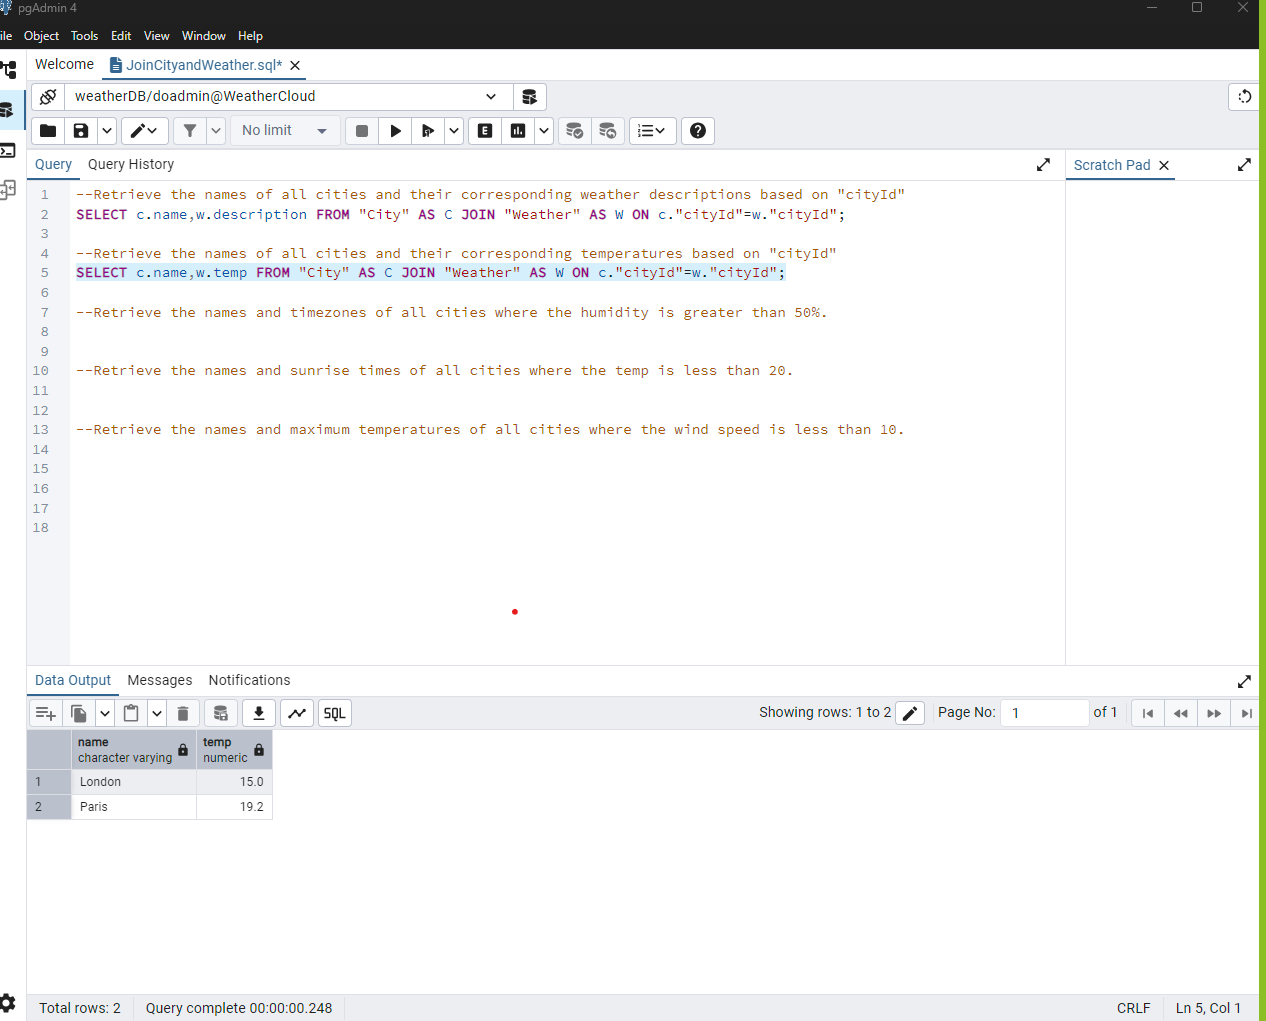 pgAdmin 4
ile Object Tools Edit View Window Help
Welcome JoinCityandWeather.sql*
weatherDB/doadmin@WeatherCloud
No limit E
Query Query History Scratch Pad
1 --Retrieve the names of all cities and their corresponding weather descriptions based on "cityId"
2 SELECT c.name,w.description FROM "City" AS C JOIN "Weather" AS W ON c."cityId"=w."cityId";
3
4 --Retrieve the names of all cities and their corresponding temperatures based on "cityId"
5 SELECT c.name,w.temp FROM "City" AS C JOIN "Weather" AS W ON c."cityId"=w."cityId";
6
7 --Retrieve the names and timezones of all cities where the humidity is greater than 50%.
8
9
10 --Retrieve the names and sunrise times of all cities where the temp is less than 20.
11
12
13 --Retrieve the names and maximum temperatures of all cities where the wind speed is less than 10.
14
15
16
17
18
Data Output Messages Notifications
SQL Showing rows: 1 to 2 Page No: 1 of 1
name temp
character varying numeric
1 London 15.0
2 Paris 19.2
Total rows: 2 Query complete 00:00:00.248 CRLF Ln 5, Col 1